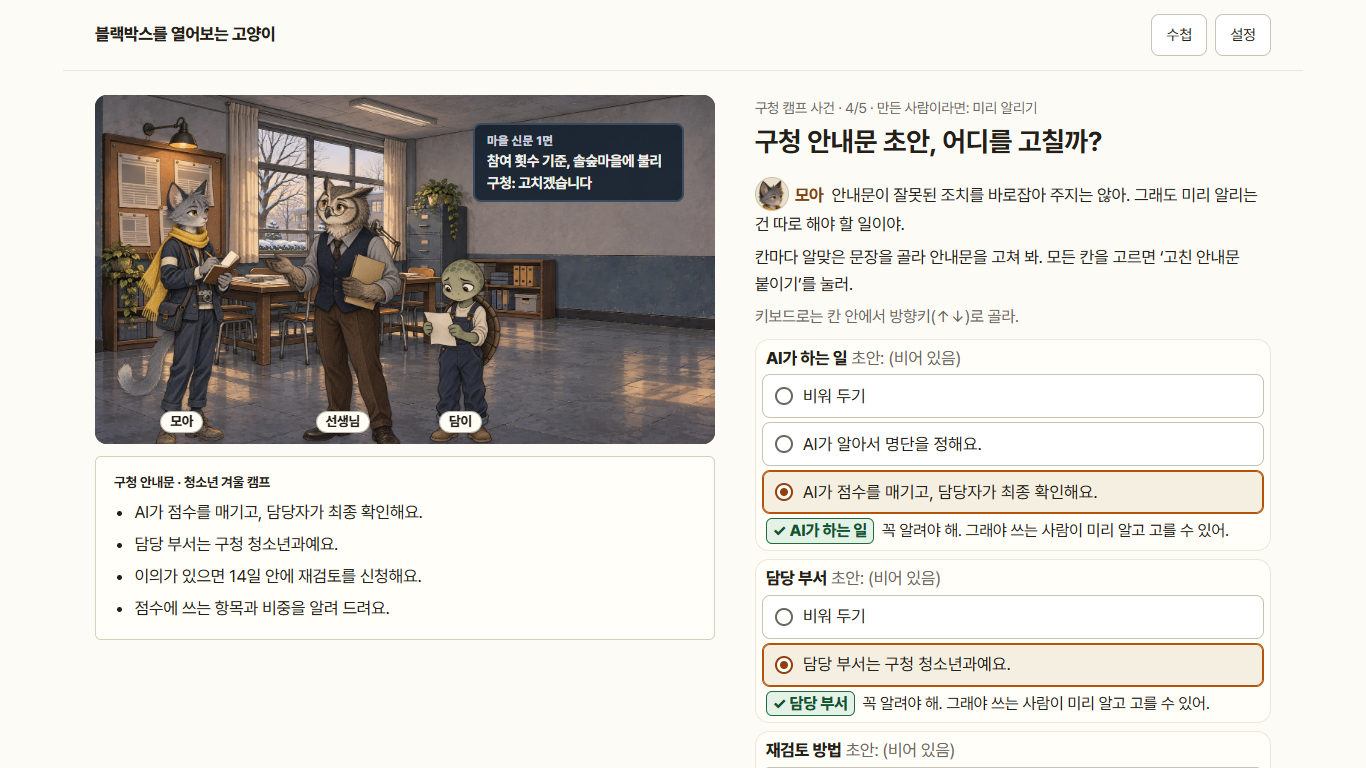 블랙박스를 열어보는 고양이
수첩
설정
마을 신문 1면
참여 횟수 기준, 솔숲마을에 불리
구청: 고치겠습니다
모아
선생님
담이
구청 안내문 · 청소년 겨울 캠프
• AI가 점수를 매기고, 담당자가 최종 확인해요.
• 담당 부서는 구청 청소년과예요.
• 이의가 있으면 14일 안에 재검토를 신청해요.
• 점수에 쓰는 항목과 비중을 알려 드려요.
구청 캠프 사건 · 4/5 · 만든 사람이라면: 미리 알리기
구청 안내문 초안, 어디를 고칠까?
모아 안내문이 잘못된 조치를 바로잡아 주지는 않아. 그래도 미리 알리는
건 따로 해야 할 일이야.
칸마다 알맞은 문장을 골라 안내문을 고쳐 봐. 모든 칸을 고르면 ‘고친 안내문
붙이기’를 눌러.
키보드로는 칸 안에서 방향키(↑↓)로 골라.
AI가 하는 일 초안: (비어 있음)
비워 두기
AI가 알아서 명단을 정해요.
AI가 점수를 매기고, 담당자가 최종 확인해요.
✓ AI가 하는 일 꼭 알려야 해. 그래야 쓰는 사람이 미리 알고 고를 수 있어.
담당 부서 초안: (비어 있음)
비워 두기
담당 부서는 구청 청소년과예요.
✓ 담당 부서 꼭 알려야 해. 그래야 쓰는 사람이 미리 알고 고를 수 있어.
재검토 방법 초안: (비어 있음)